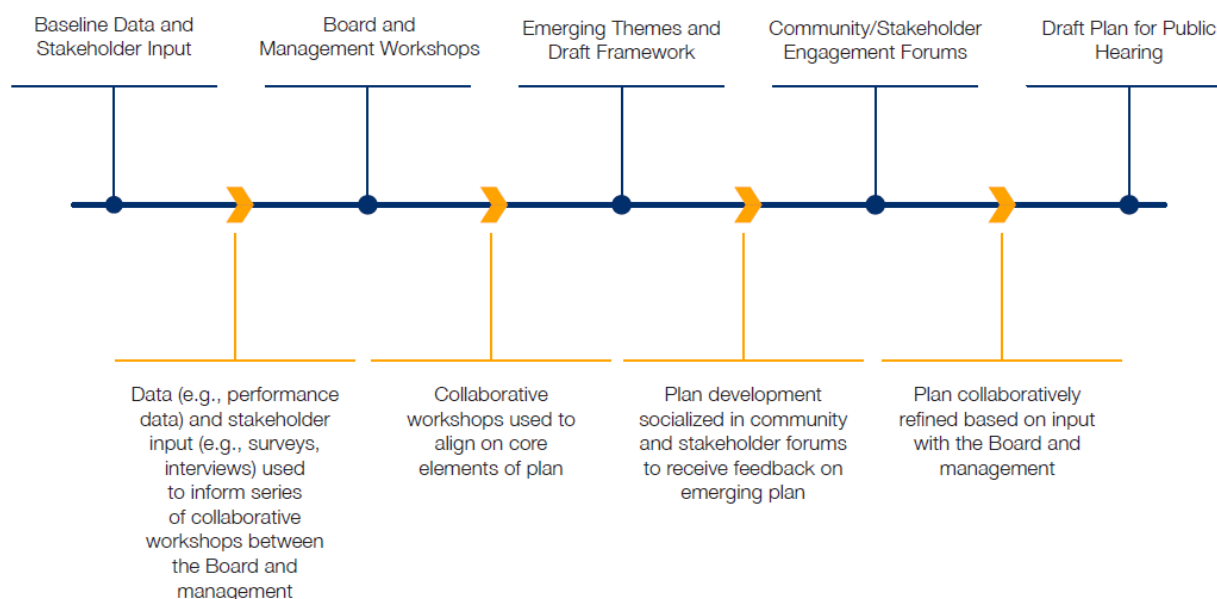 Baseline Data and
Stakeholder Input
Board and
Management Workshops
Emerging Themes and
Draft Framework
Community/Stakeholder
Engagement Forums
Draft Plan for Public
Hearing
Data (e.g., performance
data) and stakeholder
input (e.g., surveys,
interviews) used
to inform series
of collaborative
workshops between
the Board and
management
Collaborative
workshops used to
align on core
elements of plan
Plan development
socialized in community
and stakeholder forums
to receive feedback on
emerging plan
Plan collaboratively
refined based on input
with the Board and
management